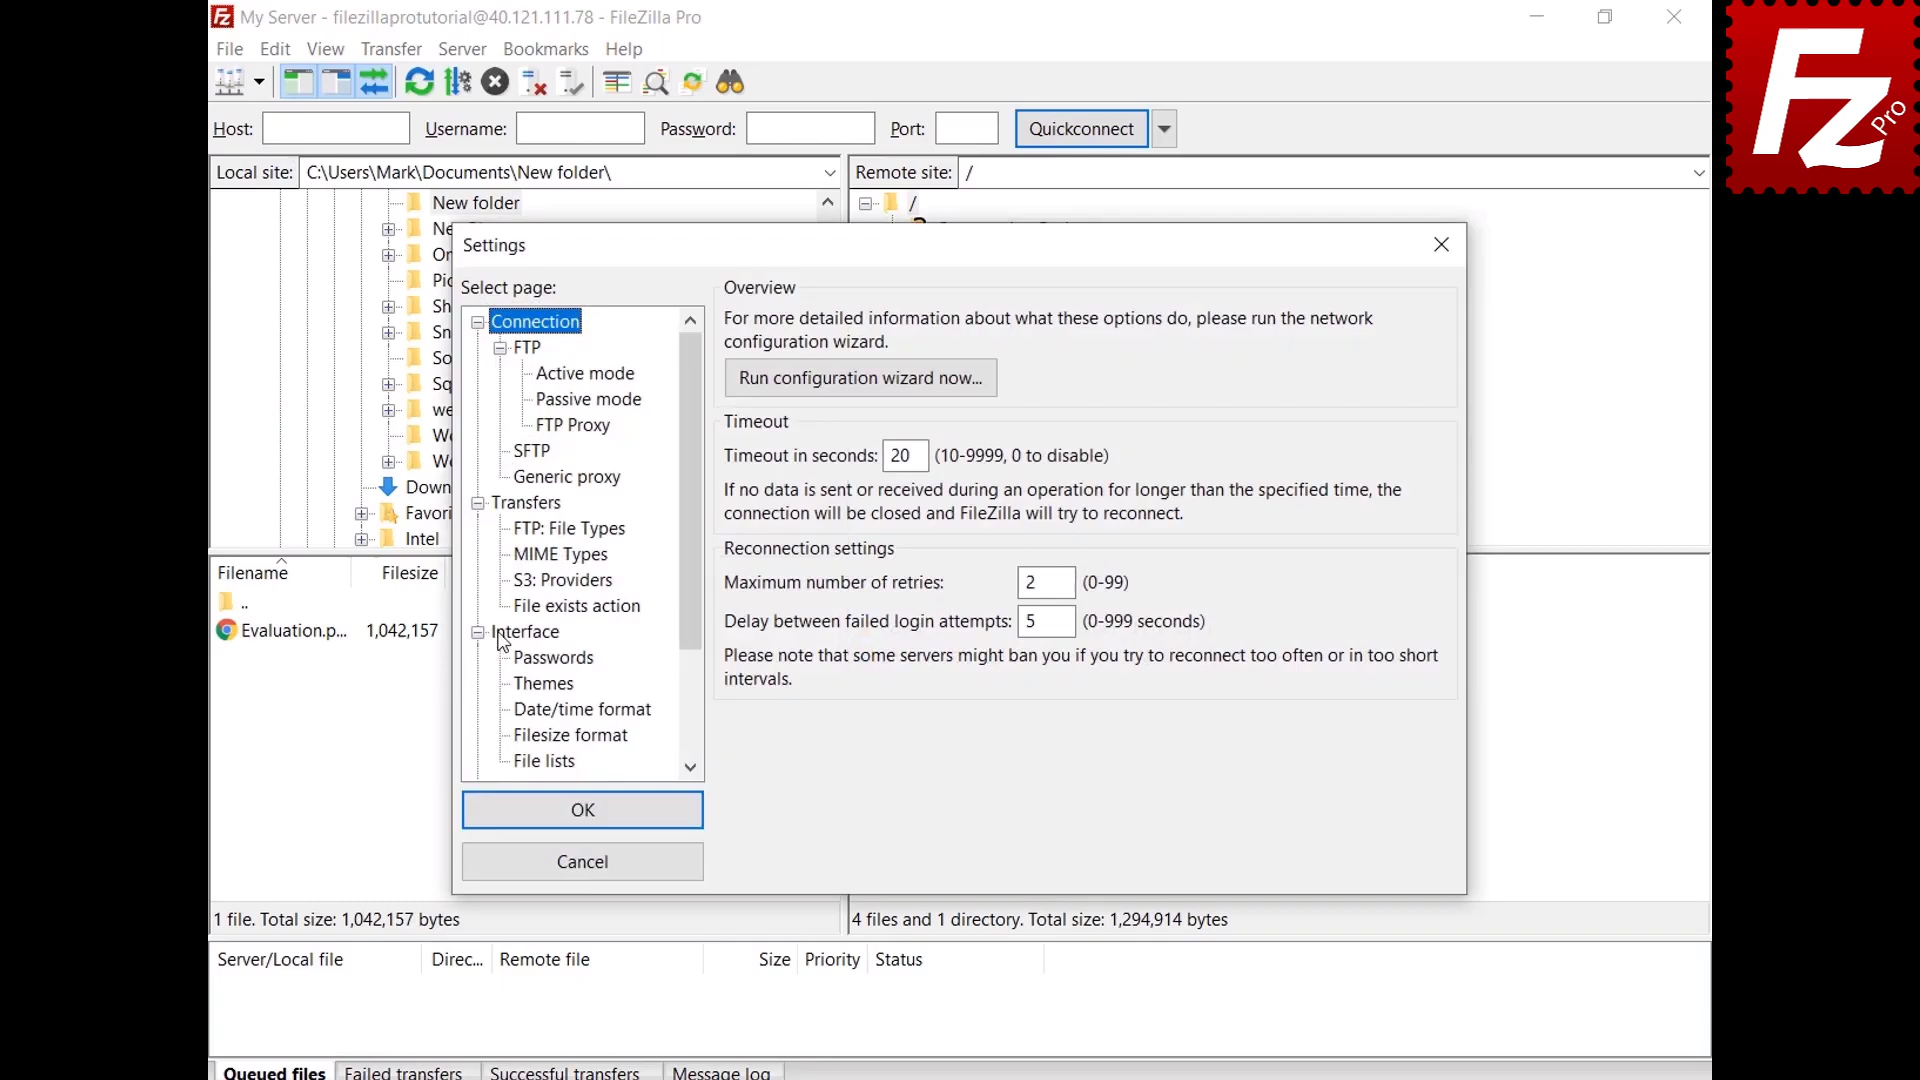 My Server - filezillaprotutorial@40.121.111.78 - FileZilla Pro
File Edit View Transfer Server Bookmarks Help
Host: Username: Password: Port: Quickconnect
Local site: C:\Users\Mark\Documents\New folder\
Remote site: /
New folder
/
Ne
On
Pic
Sh
Sn
So
Sq
we
We
We
Down
Favori
Intel
Settings
Select page:
Connection
FTP
Active mode
Passive mode
FTP Proxy
SFTP
Generic proxy
Transfers
FTP: File Types
MIME Types
S3: Providers
File exists action
Interface
Passwords
Themes
Date/time format
Filesize format
File lists
OK
Cancel
Overview
For more detailed information about what these options do, please run the network
configuration wizard.
Run configuration wizard now...
Timeout
Timeout in seconds: 20 (10-9999, 0 to disable)
If no data is sent or received during an operation for longer than the specified time, the
connection will be closed and FileZilla will try to reconnect.
Reconnection settings
Maximum number of retries: 2 (0-99)
Delay between failed login attempts: 5 (0-999 seconds)
Please note that some servers might ban you if you try to reconnect too often or in too short
intervals.
Filename Filesize
..
Evaluation.p... 1,042,157
1 file. Total size: 1,042,157 bytes
4 files and 1 directory. Total size: 1,294,914 bytes
Server/Local file Direc... Remote file Size Priority Status
Queued files Failed transfers Successful transfers Message log
FZ Pro